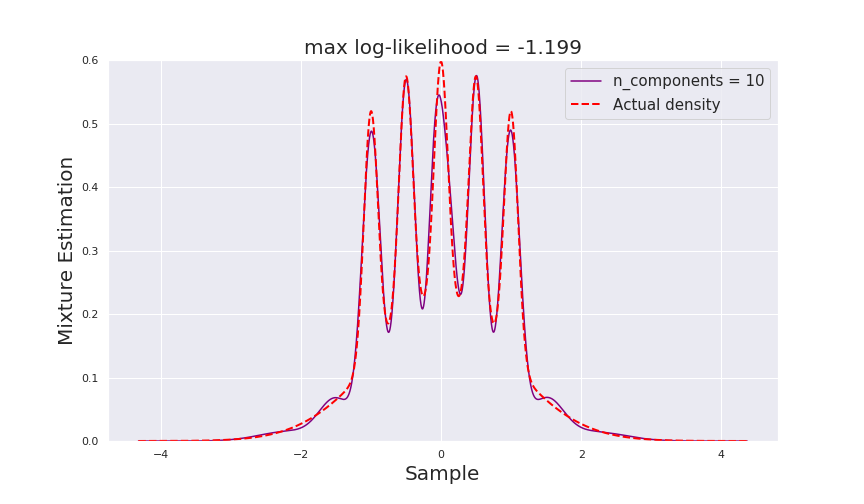 max log-likelihood = -1.199
n_components = 10
Actual density
Mixture Estimation
0.6
0.5
0.4
0.3
0.2
0.1
0.0
−4
−2
0
2
4
Sample